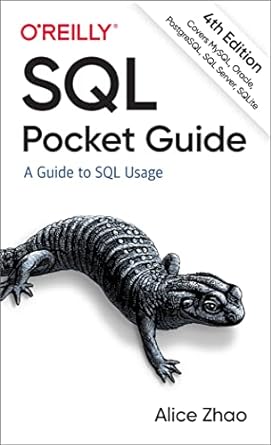 O'REILLY®
4th Edition
Covers MySQL, Oracle,
PostgreSQL, SQL Server, SQLite
SQL
Pocket Guide
A Guide to SQL Usage
Alice Zhao